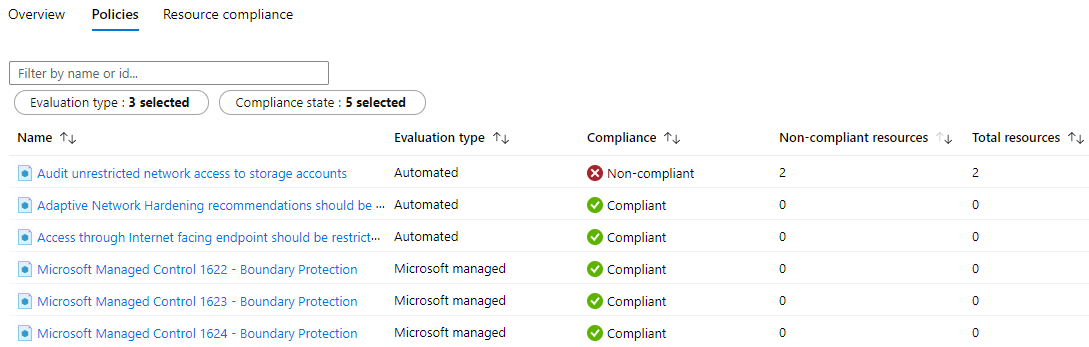 Overview Policies Resource compliance
Filter by name or id...
Evaluation type : 3 selected Compliance state : 5 selected
Name Evaluation type Compliance Non-compliant resources Total resources
Audit unrestricted network access to storage accounts Automated Non-compliant 2 2
Adaptive Network Hardening recommendations should be ... Automated Compliant 0 0
Access through Internet facing endpoint should be restrict... Automated Compliant 0 0
Microsoft Managed Control 1622 - Boundary Protection Microsoft managed Compliant 0 0
Microsoft Managed Control 1623 - Boundary Protection Microsoft managed Compliant 0 0
Microsoft Managed Control 1624 - Boundary Protection Microsoft managed Compliant 0 0